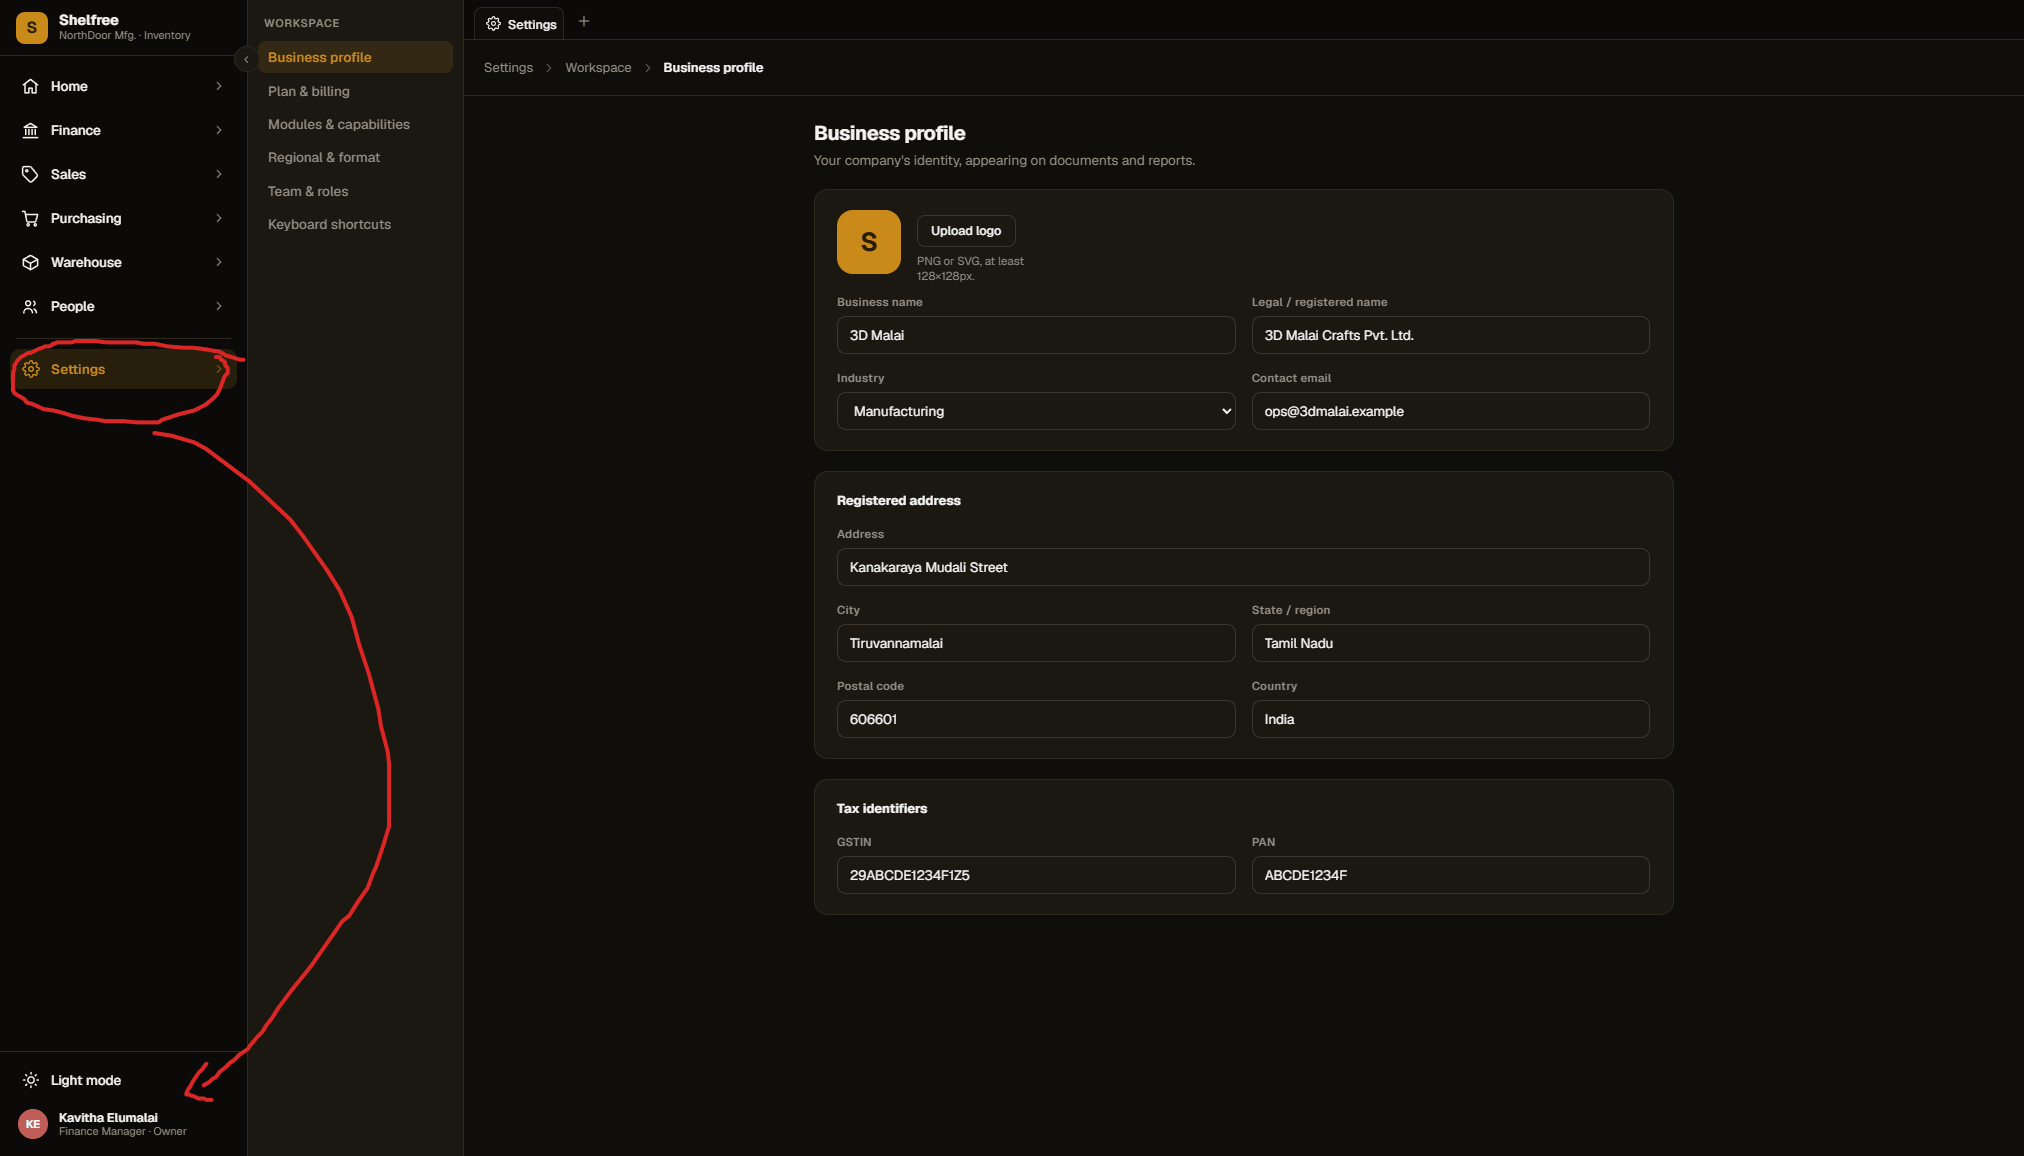 S
Shelfree
NorthDoor Mfg. · Inventory
Home
Finance
Sales
Purchasing
Warehouse
People
Settings
Light mode
KE
Kavitha Elumalai
Finance Manager · Owner
WORKSPACE
Business profile
Plan & billing
Modules & capabilities
Regional & format
Team & roles
Keyboard shortcuts
Settings
Settings > Workspace > Business profile
Business profile
Your company's identity, appearing on documents and reports.
S
Upload logo
PNG or SVG, at least
128×128px.
Business name
3D Malai
Legal / registered name
3D Malai Crafts Pvt. Ltd.
Industry
Manufacturing
Contact email
ops@3dmalai.example
Registered address
Address
Kanakaraya Mudali Street
City
Tiruvannamalai
State / region
Tamil Nadu
Postal code
606601
Country
India
Tax identifiers
GSTIN
29ABCDE1234F1Z5
PAN
ABCDE1234F